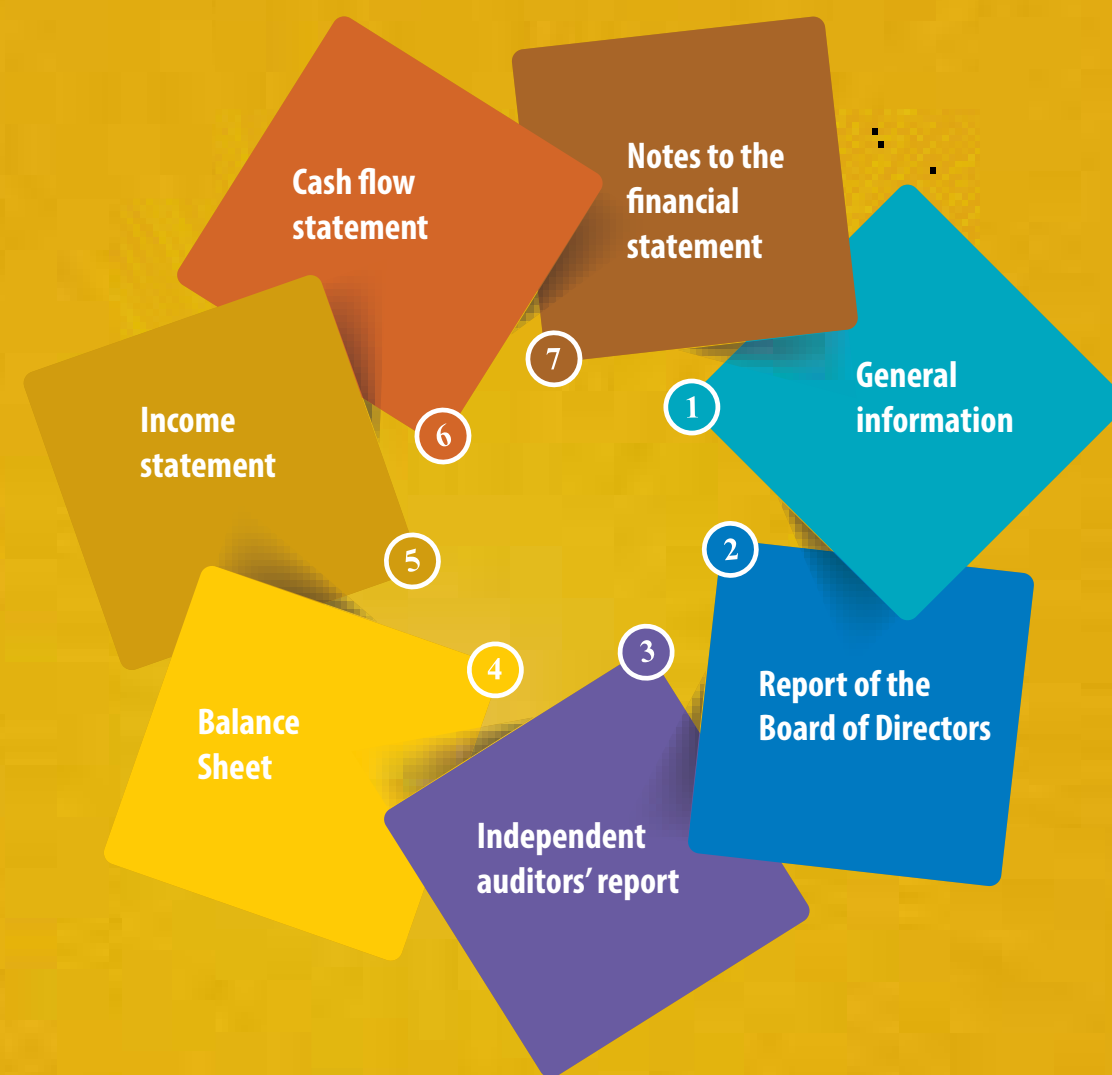 1
General
information
2
Report of the
Board of Directors
3
Independent
auditors’ report
4
Balance
Sheet
5
Income
statement
6
Cash flow
statement
7
Notes to the
financial
statement